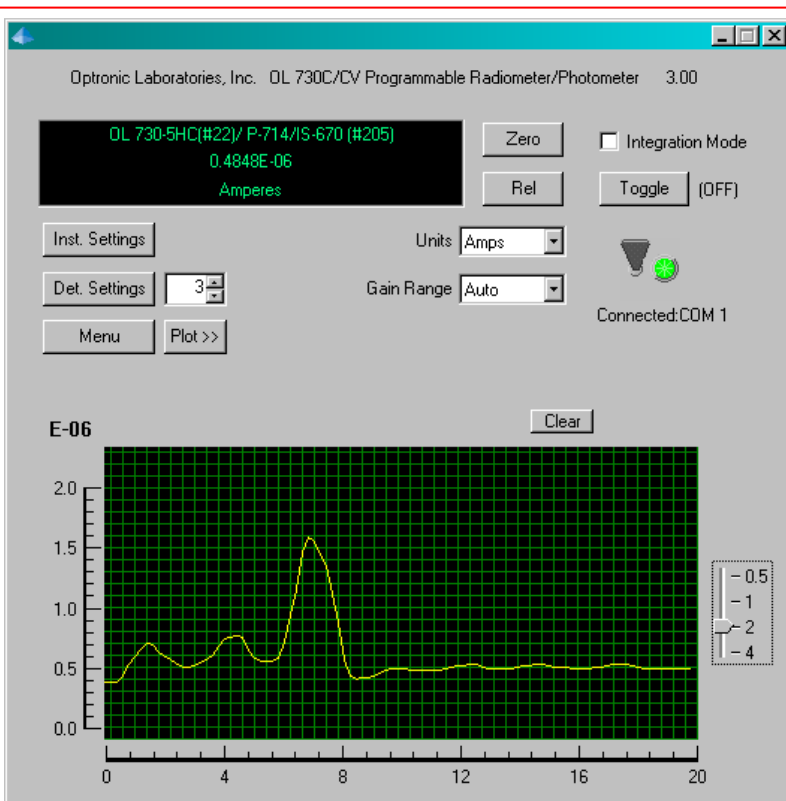 Optronic Laboratories, Inc. OL 730C/CV Programmable Radiometer/Photometer 3.00
OL 730-5HC(#22)/ P-714/IS-670 (#205)
0.4848E-06
Amperes
Zero
Integration Mode
Rel
Toggle
(OFF)
Inst. Settings
Units
Amps
Det. Settings
3
Gain Range
Auto
Connected:COM 1
Menu
Plot >>
E-06
Clear
2.0
1.5
1.0
0.5
0.0
0.5
1
2
4
0 4 8 12 16 20